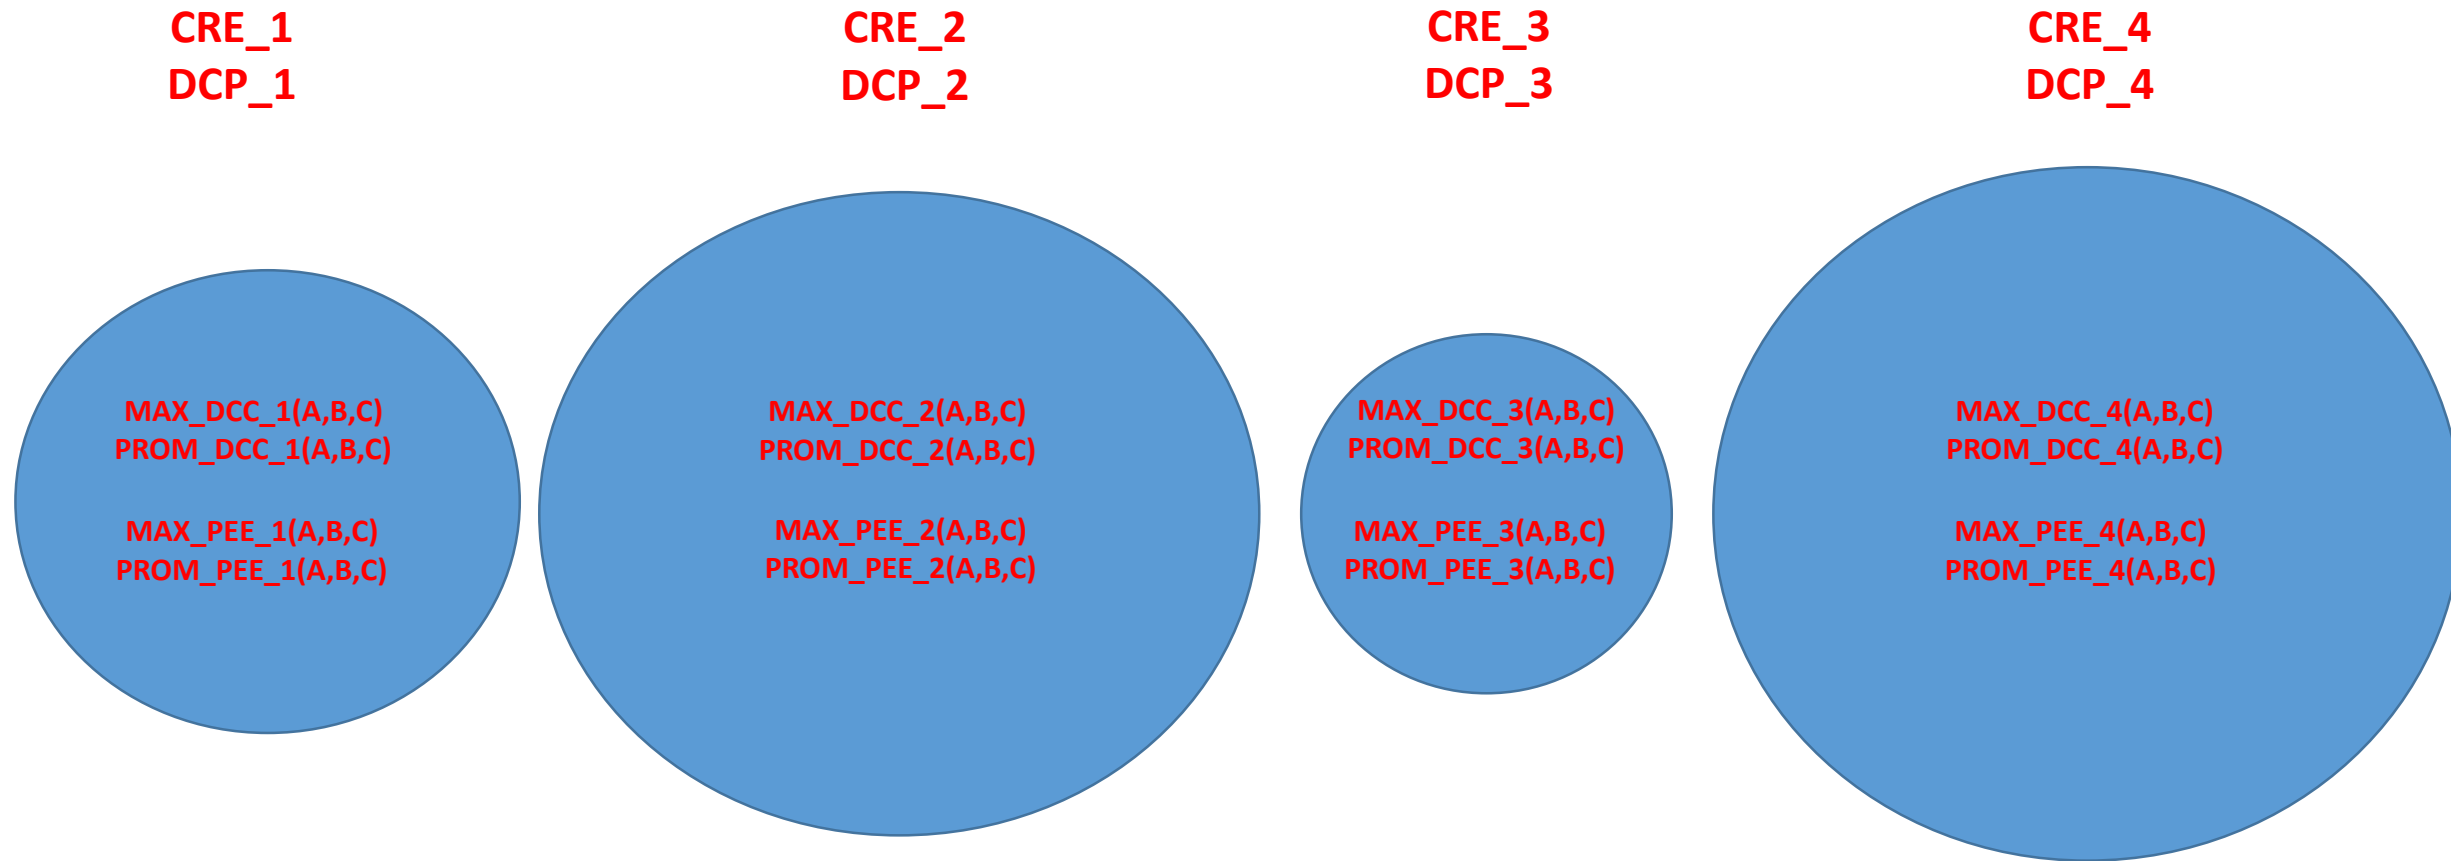 CRE_1
DCP_1
CRE_2
DCP_2
CRE_3
DCP_3
CRE_4
DCP_4
MAX_DCC_1(A,B,C)
PROM_DCC_1(A,B,C)
MAX_PEE_1(A,B,C)
PROM_PEE_1(A,B,C)
MAX_DCC_2(A,B,C)
PROM_DCC_2(A,B,C)
MAX_PEE_2(A,B,C)
PROM_PEE_2(A,B,C)
MAX_DCC_3(A,B,C)
PROM_DCC_3(A,B,C)
MAX_PEE_3(A,B,C)
PROM_PEE_3(A,B,C)
MAX_DCC_4(A,B,C)
PROM_DCC_4(A,B,C)
MAX_PEE_4(A,B,C)
PROM_PEE_4(A,B,C)